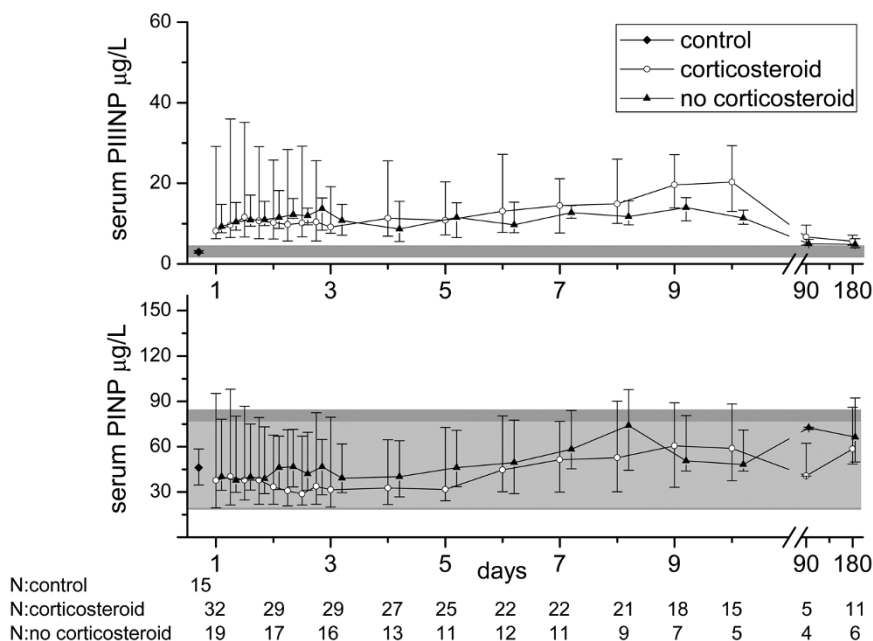 serum PIIINP µg/L
60
40
20
10
0
control
corticosteroid
no corticosteroid
1 3 5 7 9 90 180
serum PINP µg/L
150
120
90
60
30
1 3 5 7 9 90 180
days
N:control 15
N:corticosteroid 32 29 29 27 25 22 22 21 18 15 5 11
N:no corticosteroid 19 17 16 13 11 12 11 9 7 5 4 6